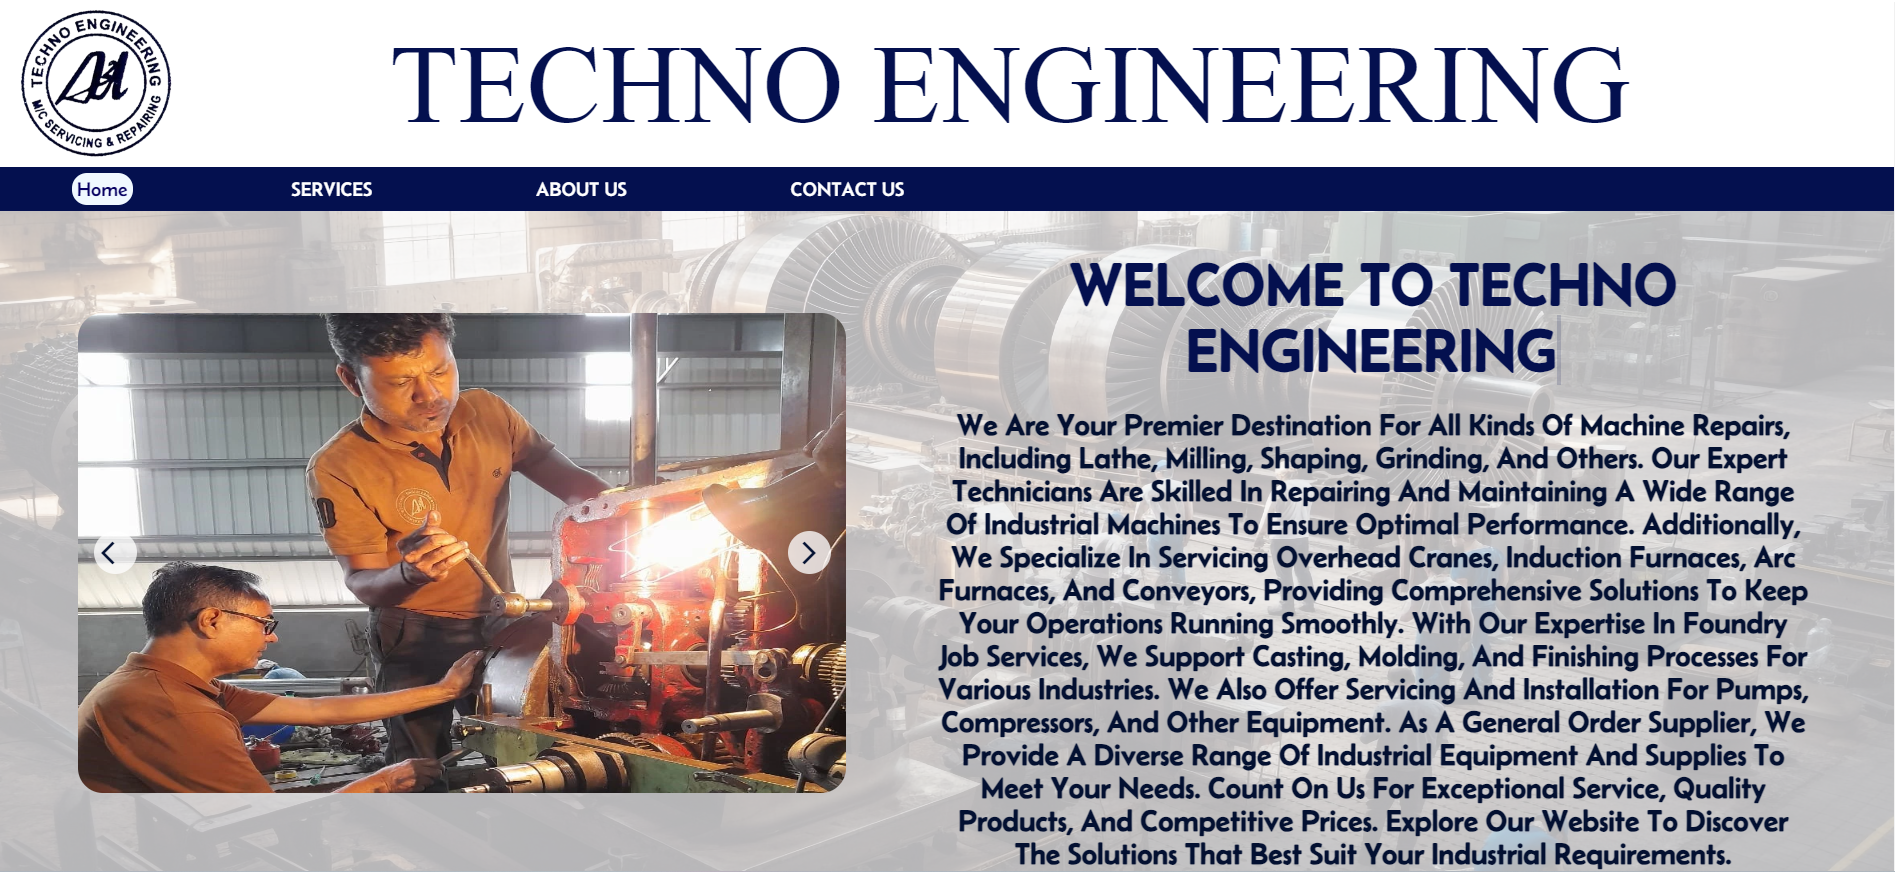 TECHNO ENGINEERING
M/C SERVICING & REPAIRING
TECHNO ENGINEERING
Home
SERVICES
ABOUT US
CONTACT US
WELCOME TO TECHNO
ENGINEERING
We Are Your Premier Destination For All Kinds Of Machine Repairs,
Including Lathe, Milling, Shaping, Grinding, And Others. Our Expert
Technicians Are Skilled In Repairing And Maintaining A Wide Range
Of Industrial Machines To Ensure Optimal Performance. Additionally,
We Specialize In Servicing Overhead Cranes, Induction Furnaces, Arc
Furnaces, And Conveyors, Providing Comprehensive Solutions To Keep
Your Operations Running Smoothly. With Our Expertise In Foundry
Job Services, We Support Casting, Molding, And Finishing Processes For
Various Industries. We Also Offer Servicing And Installation For Pumps,
Compressors, And Other Equipment. As A General Order Supplier, We
Provide A Diverse Range Of Industrial Equipment And Supplies To
Meet Your Needs. Count On Us For Exceptional Service, Quality
Products, And Competitive Prices. Explore Our Website To Discover
The Solutions That Best Suit Your Industrial Requirements.